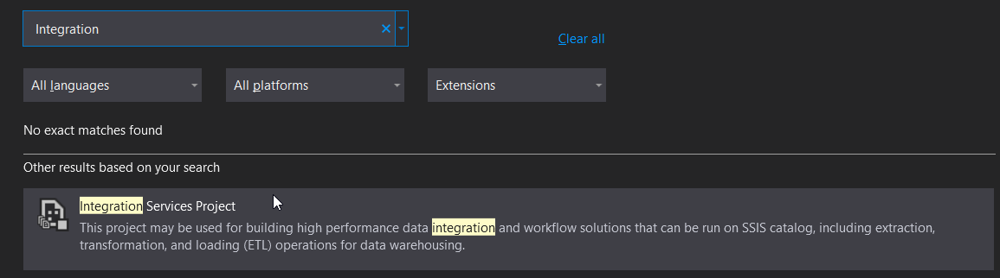 Integration
Clear all
All languages
All platforms
Extensions
No exact matches found
Other results based on your search
Integration Services Project
This project may be used for building high performance data integration and workflow solutions that can be run on SSIS catalog, including extraction,
transformation, and loading (ETL) operations for data warehousing.